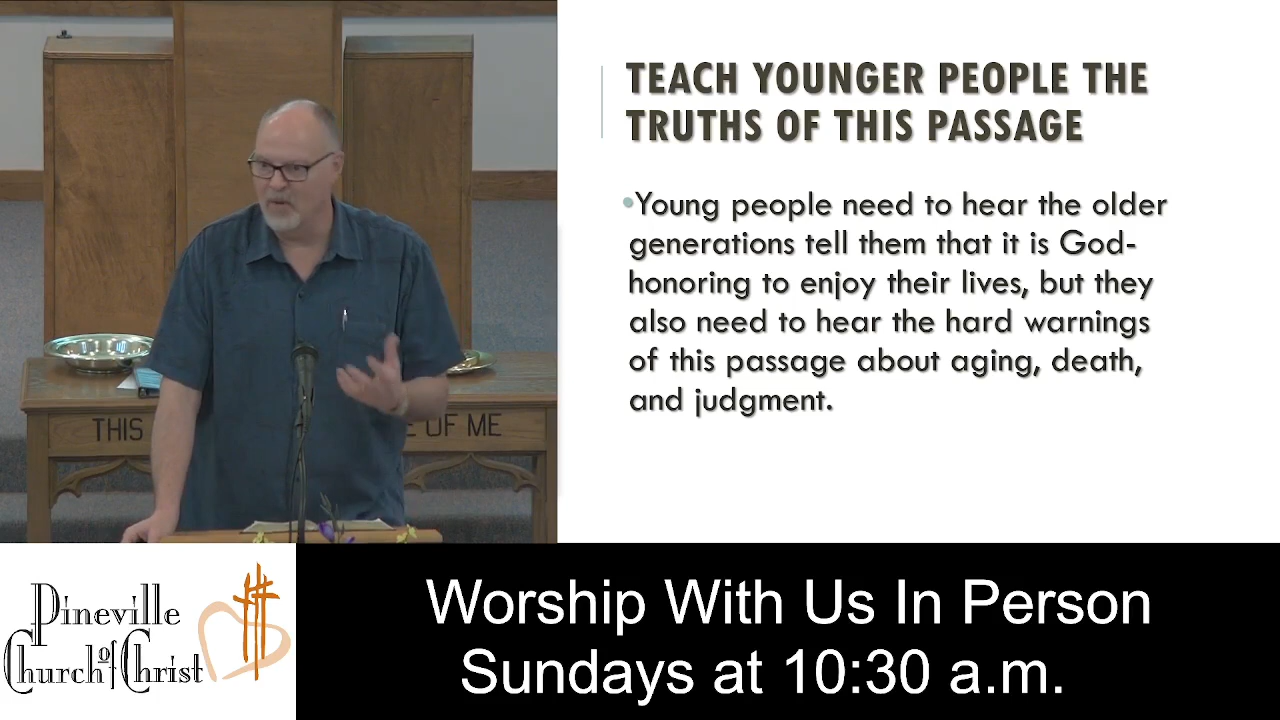 TEACH YOUNGER PEOPLE THE
TRUTHS OF THIS PASSAGE
•Young people need to hear the older
generations tell them that it is God-
honoring to enjoy their lives, but they
also need to hear the hard warnings
of this passage about aging, death,
and judgment.
THIS E OF ME
Pineville
Church of Christ
Worship With Us In Person
Sundays at 10:30 a.m.